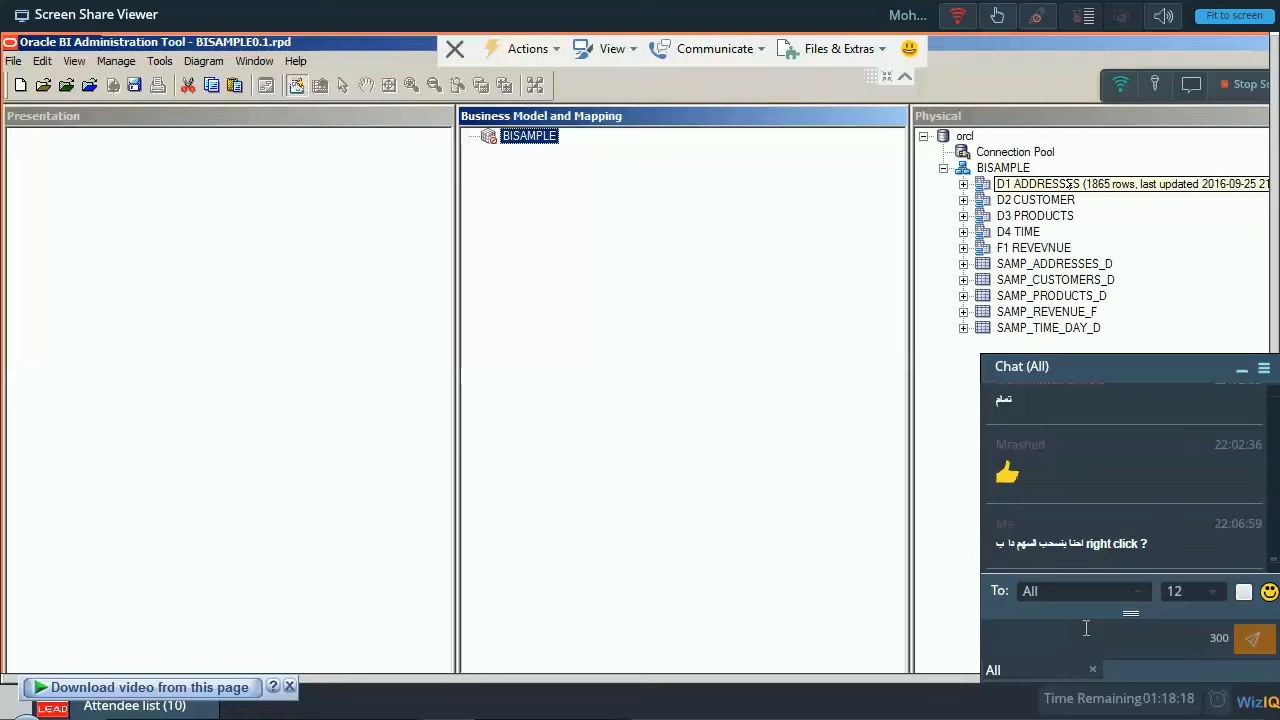 Screen Share Viewer
Moh...
Fit to screen
Oracle BI Administration Tool - BISAMPLE0.1.rpd
Actions
View
Communicate
Files & Extras
File Edit View Manage Tools Diagram Window Help
Stop Sc
Presentation
Business Model and Mapping
Physical
BISAMPLE
orcl
Connection Pool
BISAMPLE
D1 ADDRESSES (1865 rows, last updated 2016-09-25 21
D2 CUSTOMER
D3 PRODUCTS
D4 TIME
F1 REVEVNUE
SAMP_ADDRESSES_D
SAMP_CUSTOMERS_D
SAMP_PRODUCTS_D
SAMP_REVENUE_F
SAMP_TIME_DAY_D
Chat (All)
تمام
Mrashed 22:02:36
Me 22:06:59
احنا بنسحب السهم دا ب right click ?
To: All 12
300
All
Time Remaining 01:18:18
WizIQ
Download video from this page
LEAD
Attendee list (10)